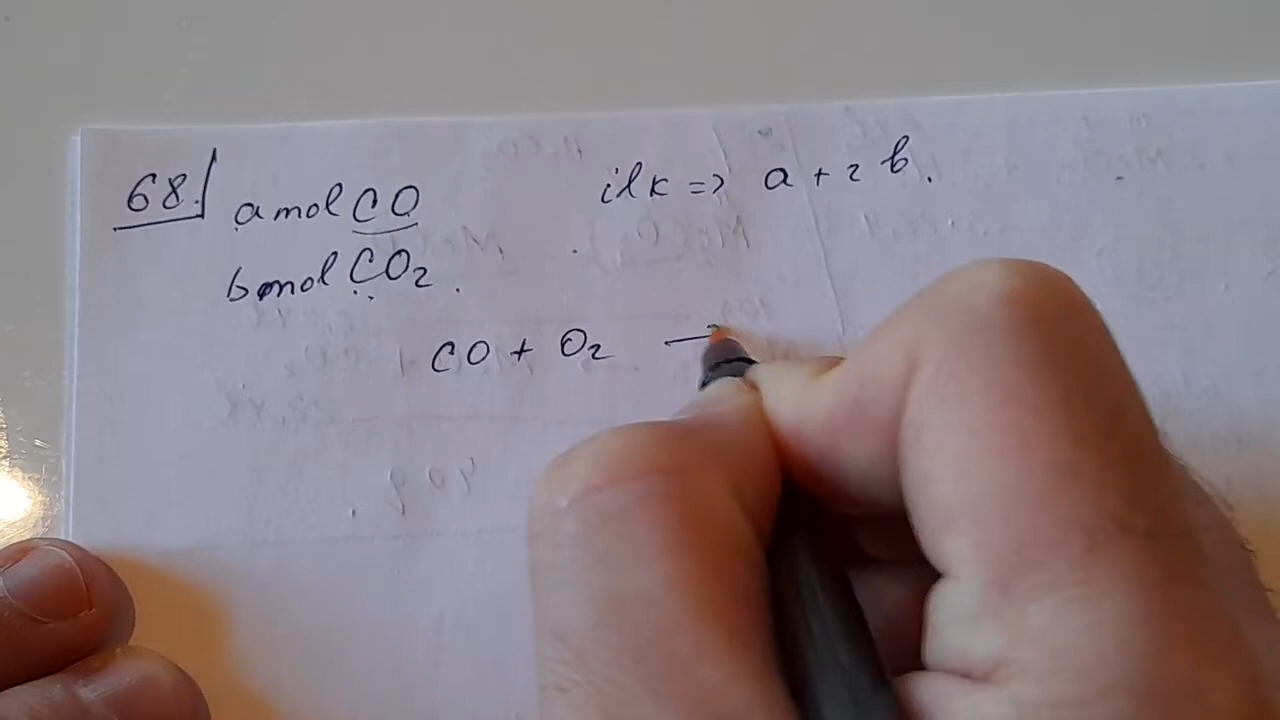 68.
a mol CO
ilk => a + 2 b.
b mol CO2.
CO + O2 →